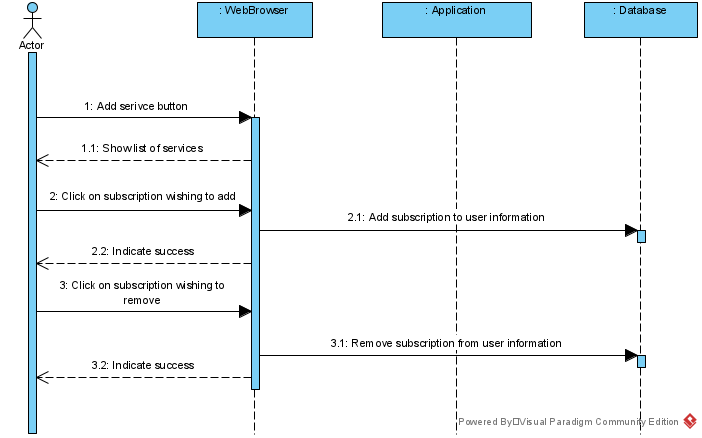 : WebBrowser
: Application
: Database
Actor
1: Add serivce button
1.1: Show list of services
2: Click on subscription wishing to add
2.1: Add subscription to user information
2.2: Indicate success
3: Click on subscription wishing to
remove
3.1: Remove subscription from user information
3.2: Indicate success
Powered By Visual Paradigm Community Edition